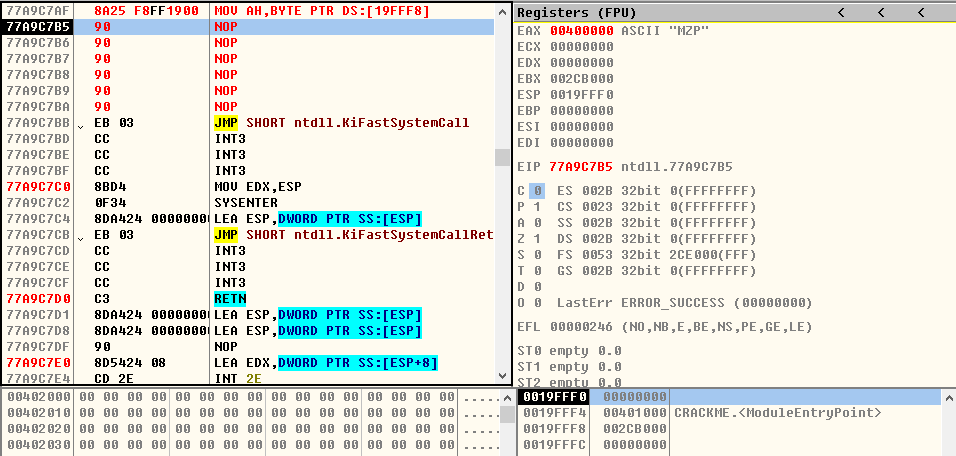 77A9C7AF 8A25 F8FF1900 MOV AH,BYTE PTR DS:[19FFF8]
77A9C7B5 90 NOP
77A9C7B6 90 NOP
77A9C7B7 90 NOP
77A9C7B8 90 NOP
77A9C7B9 90 NOP
77A9C7BA 90 NOP
77A9C7BB EB 03 JMP SHORT ntdll.KiFastSystemCall
77A9C7BD CC INT3
77A9C7BE CC INT3
77A9C7BF CC INT3
77A9C7C0 8BD4 MOV EDX,ESP
77A9C7C2 0F34 SYSENTER
77A9C7C4 8DA424 0000000 LEA ESP,DWORD PTR SS:[ESP]
77A9C7CB EB 03 JMP SHORT ntdll.KiFastSystemCallRet
77A9C7CD CC INT3
77A9C7CE CC INT3
77A9C7CF CC INT3
77A9C7D0 C3 RETN
77A9C7D1 8DA424 0000000 LEA ESP,DWORD PTR SS:[ESP]
77A9C7D8 8DA424 0000000 LEA ESP,DWORD PTR SS:[ESP]
77A9C7DF 90 NOP
77A9C7E0 8D5424 08 LEA EDX,DWORD PTR SS:[ESP+8]
77A9C7E4 CD 2E INT 2E
Registers (FPU) < < <
EAX 00400000 ASCII "MZP"
ECX 00000000
EDX 00000000
EBX 002CB000
ESP 0019FFF0
EBP 00000000
ESI 00000000
EDI 00000000
EIP 77A9C7B5 ntdll.77A9C7B5
C 0 ES 002B 32bit 0(FFFFFFFF)
P 1 CS 0023 32bit 0(FFFFFFFF)
A 0 SS 002B 32bit 0(FFFFFFFF)
Z 1 DS 002B 32bit 0(FFFFFFFF)
S 0 FS 0053 32bit 2CE000(FFF)
T 0 GS 002B 32bit 0(FFFFFFFF)
D 0
O 0 LastErr ERROR_SUCCESS (00000000)
EFL 00000246 (NO,NB,E,BE,NS,PE,GE,LE)
ST0 empty 0.0
ST1 empty 0.0
ST2 empty 0.0
00402000 00 00 00 00 00 00 00 00 00 00 00 00 00 00 00 00 .....
00402010 00 00 00 00 00 00 00 00 00 00 00 00 00 00 00 00 .....
00402020 00 00 00 00 00 00 00 00 00 00 00 00 00 00 00 00 .....
00402030 00 00 00 00 00 00 00 00 00 00 00 00 00 00 00 00 .....
0019FFF0 00000000
0019FFF4 00401000 CRACKME.<ModuleEntryPoint>
0019FFF8 002CB000
0019FFFC 00000000